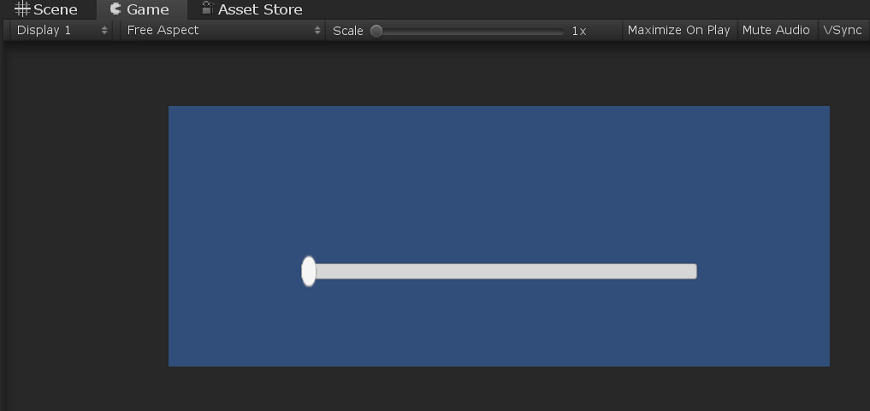 Scene Game Asset Store
Display 1 Free Aspect Scale 1x Maximize On Play Mute Audio VSync